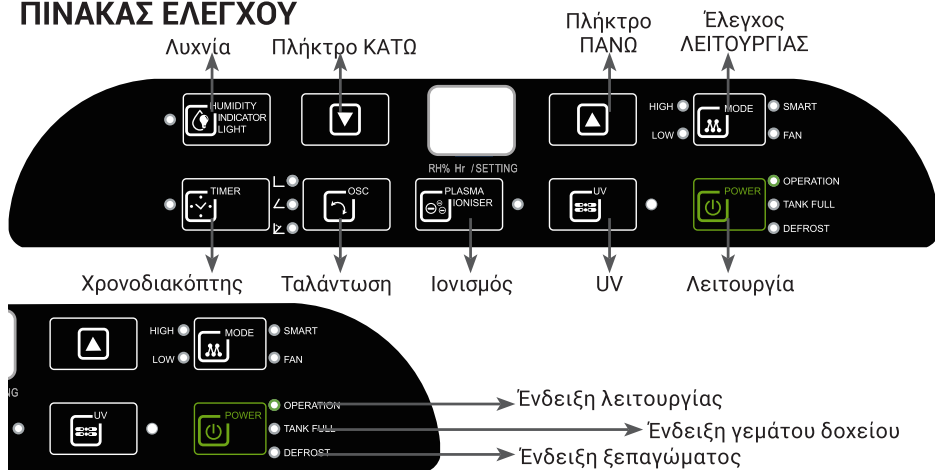 ΠΙΝΑΚΑΣ ΕΛΕΓΧΟΥ
Λυχνία
Πλήκτρο ΚΑΤΩ
Πλήκτρο
ΠΑΝΩ
Έλεγχος
ΛΕΙΤΟΥΡΓΙΑΣ
HUMIDITY
INDICATOR
LIGHT
HIGH
LOW
MODE
SMART
FAN
RH% Hr /SETTING
TIMER
OSC
PLASMA
IONISER
UV
POWER
OPERATION
TANK FULL
DEFROST
Χρονοδιακόπτης
Ταλάντωση
Ιονισμός
UV
Λειτουργία
HIGH
LOW
MODE
SMART
FAN
NG
UV
POWER
OPERATION
TANK FULL
DEFROST
Ένδειξη λειτουργίας
Ένδειξη γεμάτου δοχείου
Ένδειξη ξεπαγώματος